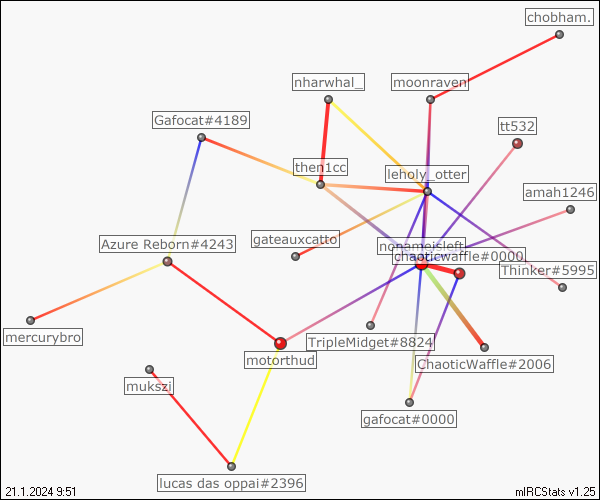 chobham.
nharwhal_
moonraven
Gafocat#4189
tt532
then1cc
leholy_otter
amah1246
Azure Reborn#4243
gateauxcatto
nonameisleft
chaoticwaffle#0000
Thinker#5995
mercurybro
TripleMidget#8824
motorthud
ChaoticWaffle#2006
mukszi
gafocat#0000
lucas das oppai#2396
21.1.2024 9:51
mIRCStats v1.25